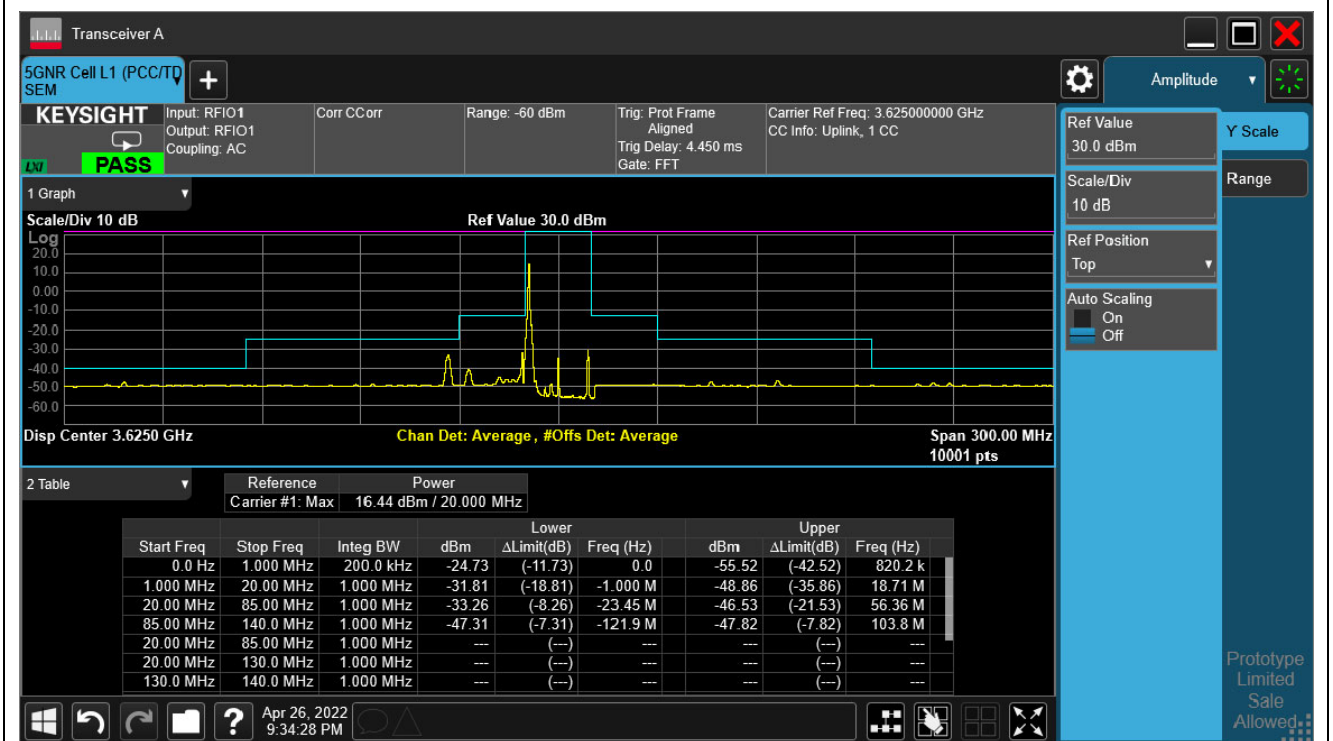 Transceiver A
5GNR Cell L1 (PCC/TD
SEM
+
Amplitude
KEYSIGHT
LXI
PASS
Input: RFIO1
Output: RFIO1
Coupling: AC
Corr CCorr
Range: -60 dBm
Trig: Prot Frame
Aligned
Trig Delay: 4.450 ms
Gate: FFT
Carrier Ref Freq: 3.625000000 GHz
CC Info: Uplink, 1 CC
Ref Value
30.0 dBm
Scale/Div
10 dB
Ref Position
Top
Auto Scaling
On
Off
Y Scale
Range
1 Graph
Scale/Div 10 dB
Ref Value 30.0 dBm
Log
20.0
10.0
0.00
-10.0
-20.0
-30.0
-40.0
-50.0
-60.0
Disp Center 3.6250 GHz
Chan Det: Average , #Offs Det: Average
Span 300.00 MHz
10001 pts
2 Table
Reference Power
Carrier #1: Max 16.44 dBm / 20.000 MHz
Lower Upper
Start Freq Stop Freq Integ BW dBm ΔLimit(dB) Freq (Hz) dBm ΔLimit(dB) Freq (Hz)
0.0 Hz 1.000 MHz 200.0 kHz -24.73 (-11.73) 0.0 -55.52 (-42.52) 820.2 k
1.000 MHz 20.00 MHz 1.000 MHz -31.81 (-18.81) -1.000 M -48.86 (-35.86) 18.71 M
20.00 MHz 85.00 MHz 1.000 MHz -33.26 (-8.26) -23.45 M -46.53 (-21.53) 56.36 M
85.00 MHz 140.0 MHz 1.000 MHz -47.31 (-7.31) -121.9 M -47.82 (-7.82) 103.8 M
20.00 MHz 85.00 MHz 1.000 MHz --- (---) --- --- (---) ---
20.00 MHz 130.0 MHz 1.000 MHz --- (---) --- --- (---) ---
130.0 MHz 140.0 MHz 1.000 MHz --- (---) --- --- (---) ---
Prototype
Limited
Sale
Allowed
?
Apr 26, 2022
9:34:28 PM